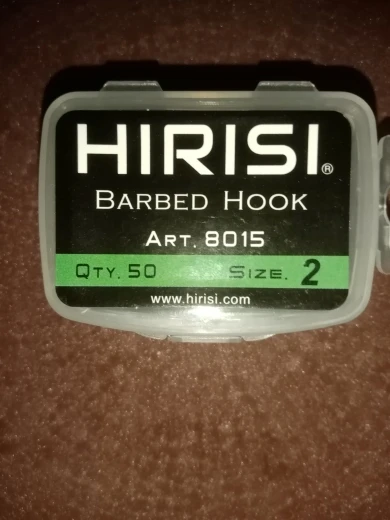 HIRISI®
BARBED HOOK
ART. 8015
QTY. 50 SIZE. 2
www.hirisi.com